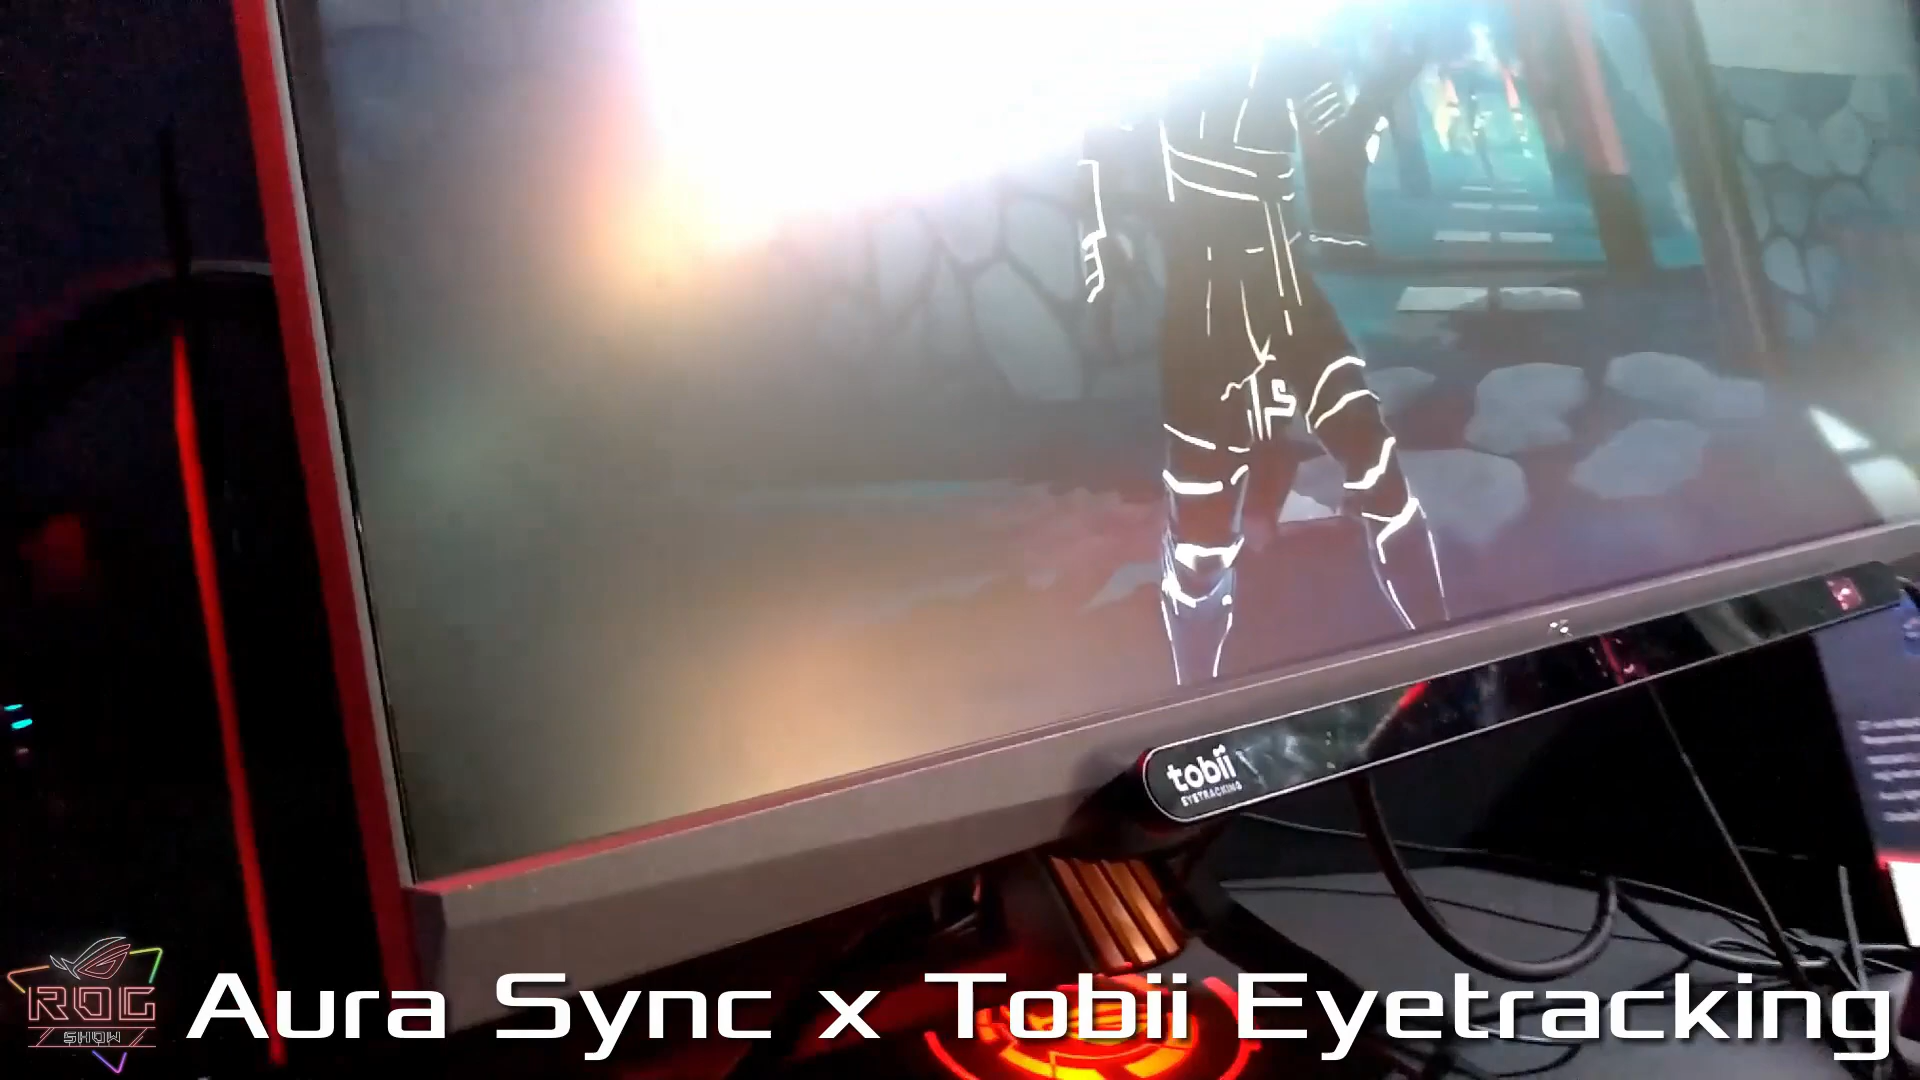 tobii
EYETRACKING
ROG
SHOW
Aura Sync x Tobii Eyetracking